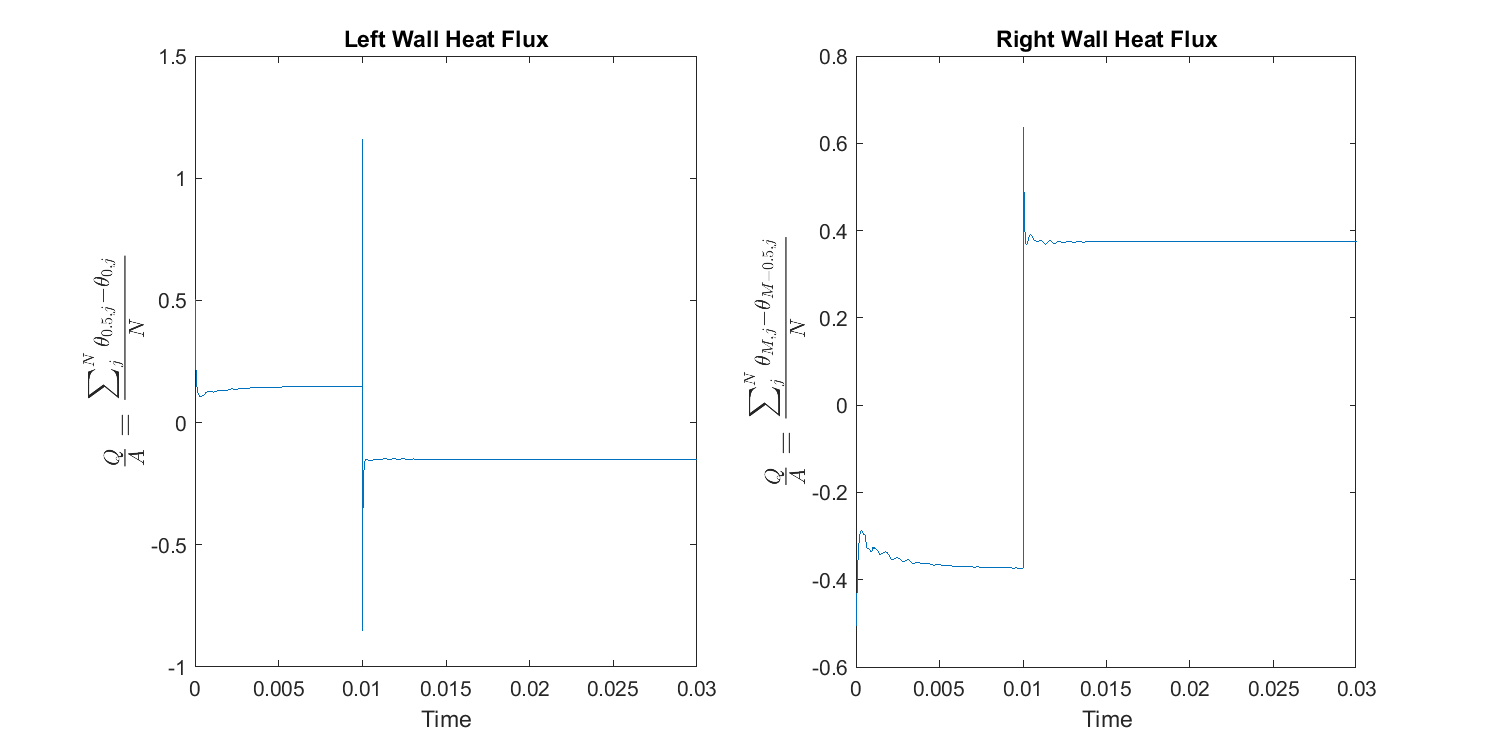 Left Wall Heat Flux
1.5
1
0.5
0
-0.5
-1
0 0.005 0.01 0.015 0.02 0.025 0.03
Time
Q/A = ∑_j^N θ_{0.5,j}−θ_{0,j} / N
Right Wall Heat Flux
0.8
0.6
0.4
0.2
0
-0.2
-0.4
-0.6
0 0.005 0.01 0.015 0.02 0.025 0.03
Time
Q/A = ∑_j^N θ_{M,j}−θ_{M−0.5,j} / N